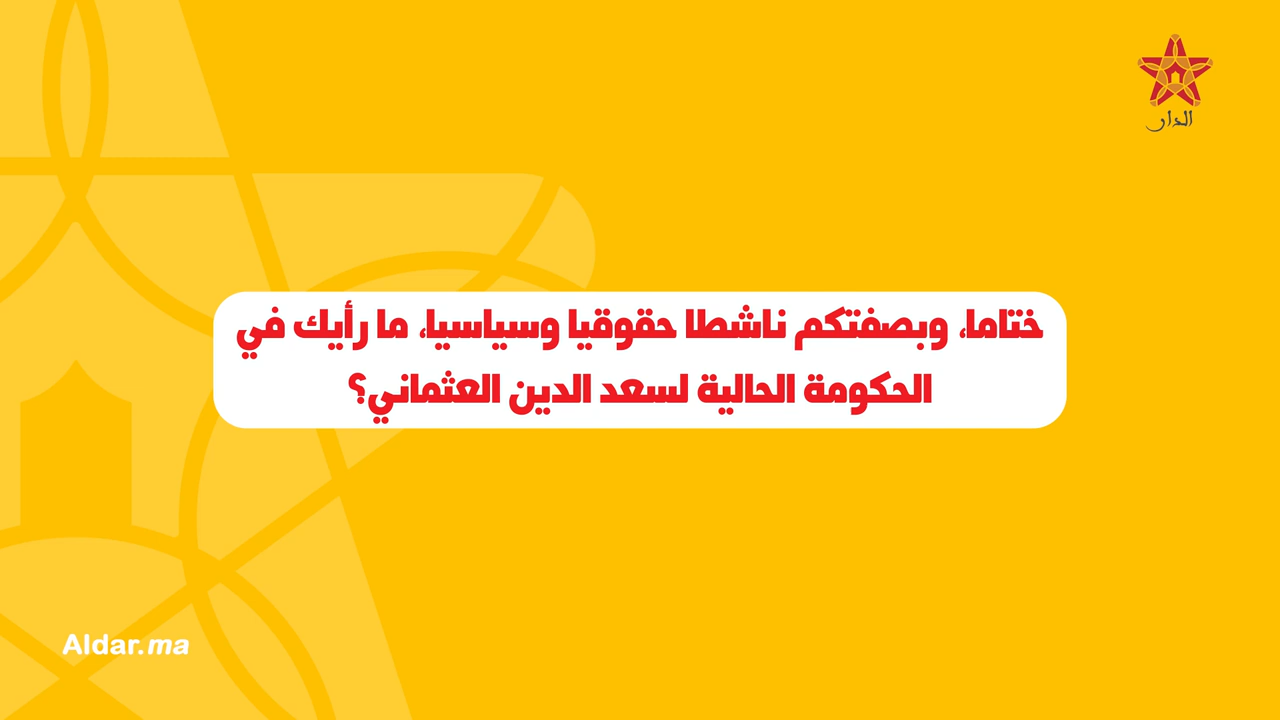 الدار
ختاما، وبصفتكم ناشطا حقوقيا وسياسيا، ما رأيك في
الحكومة الحالية لسعد الدين العثماني؟
Aldar.ma